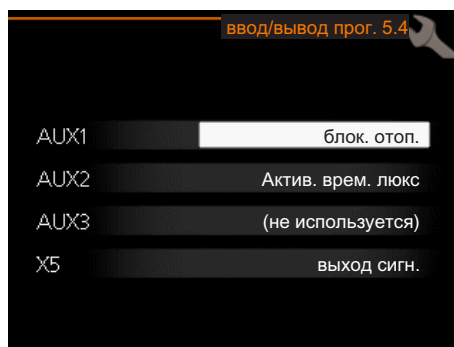 ввод/вывод прог. 5.4
AUX1 блок. отоп.
AUX2 Актив. врем. люкс
AUX3 (не используется)
X5 выход сигн.